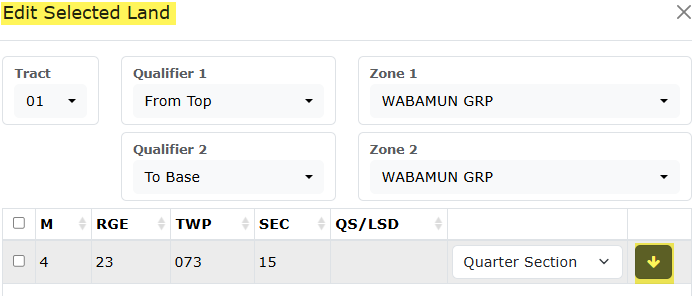 Edit Selected Land
Tract
01
Qualifier 1
From Top
Zone 1
WABAMUN GRP
Qualifier 2
To Base
Zone 2
WABAMUN GRP
M RGE TWP SEC QS/LSD
4 23 073 15 Quarter Section